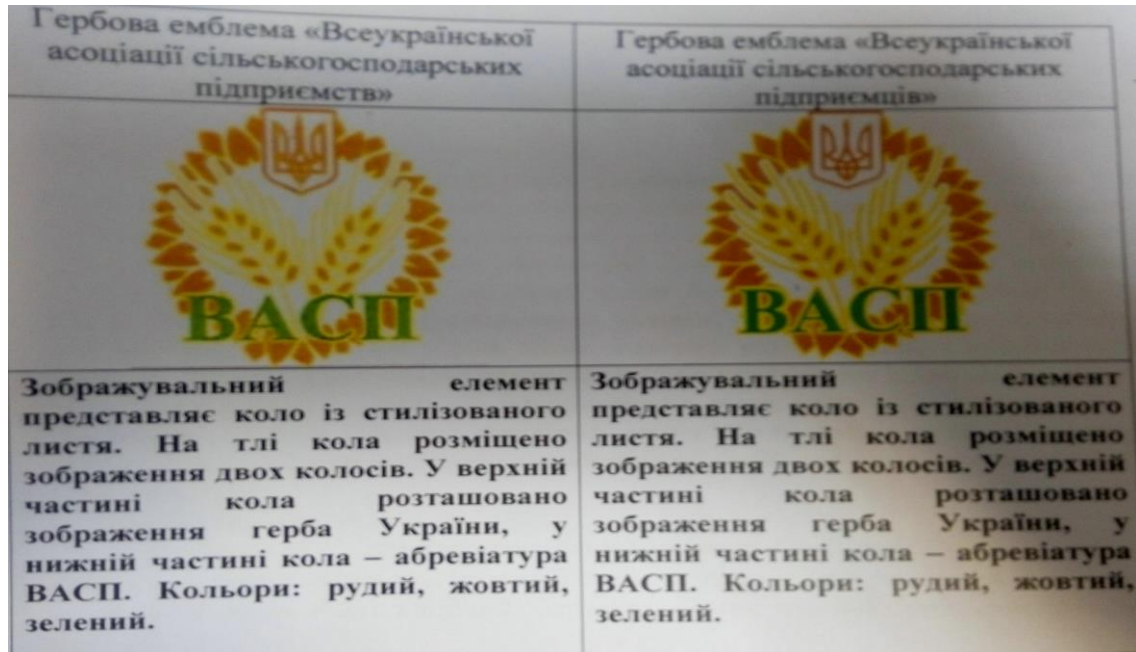 Гербова емблема «Всеукраїнської
асоціації сільськогосподарських
підприємств»
ВАСП
Зображувальний елемент
представляє коло із стилізованого
листя. На тлі кола розміщено
зображення двох колосів. У верхній
частині кола розташовано
зображення герба України, у
нижній частині кола – абревіатура
ВАСП. Кольори: рудий, жовтий,
зелений.
Гербова емблема «Всеукраїнської
асоціації сільськогосподарських
підприємців»
ВАСП
Зображувальний елемент
представляє коло із стилізованого
листя. На тлі кола розміщено
зображення двох колосів. У верхній
частині кола розташовано
зображення герба України, у
нижній частині кола – абревіатура
ВАСП. Кольори: рудий, жовтий,
зелений.